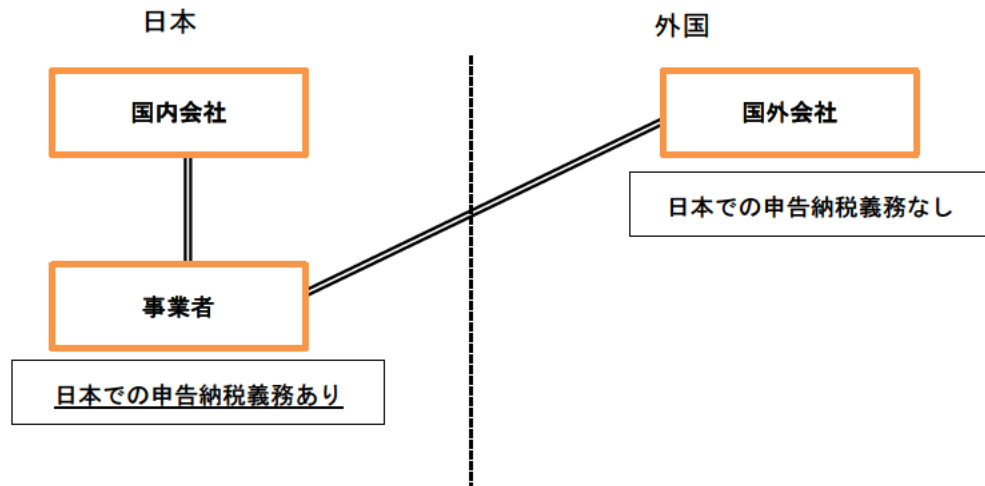 日本
外国
国内会社
国外会社
日本での申告納税義務なし
事業者
日本での申告納税義務あり